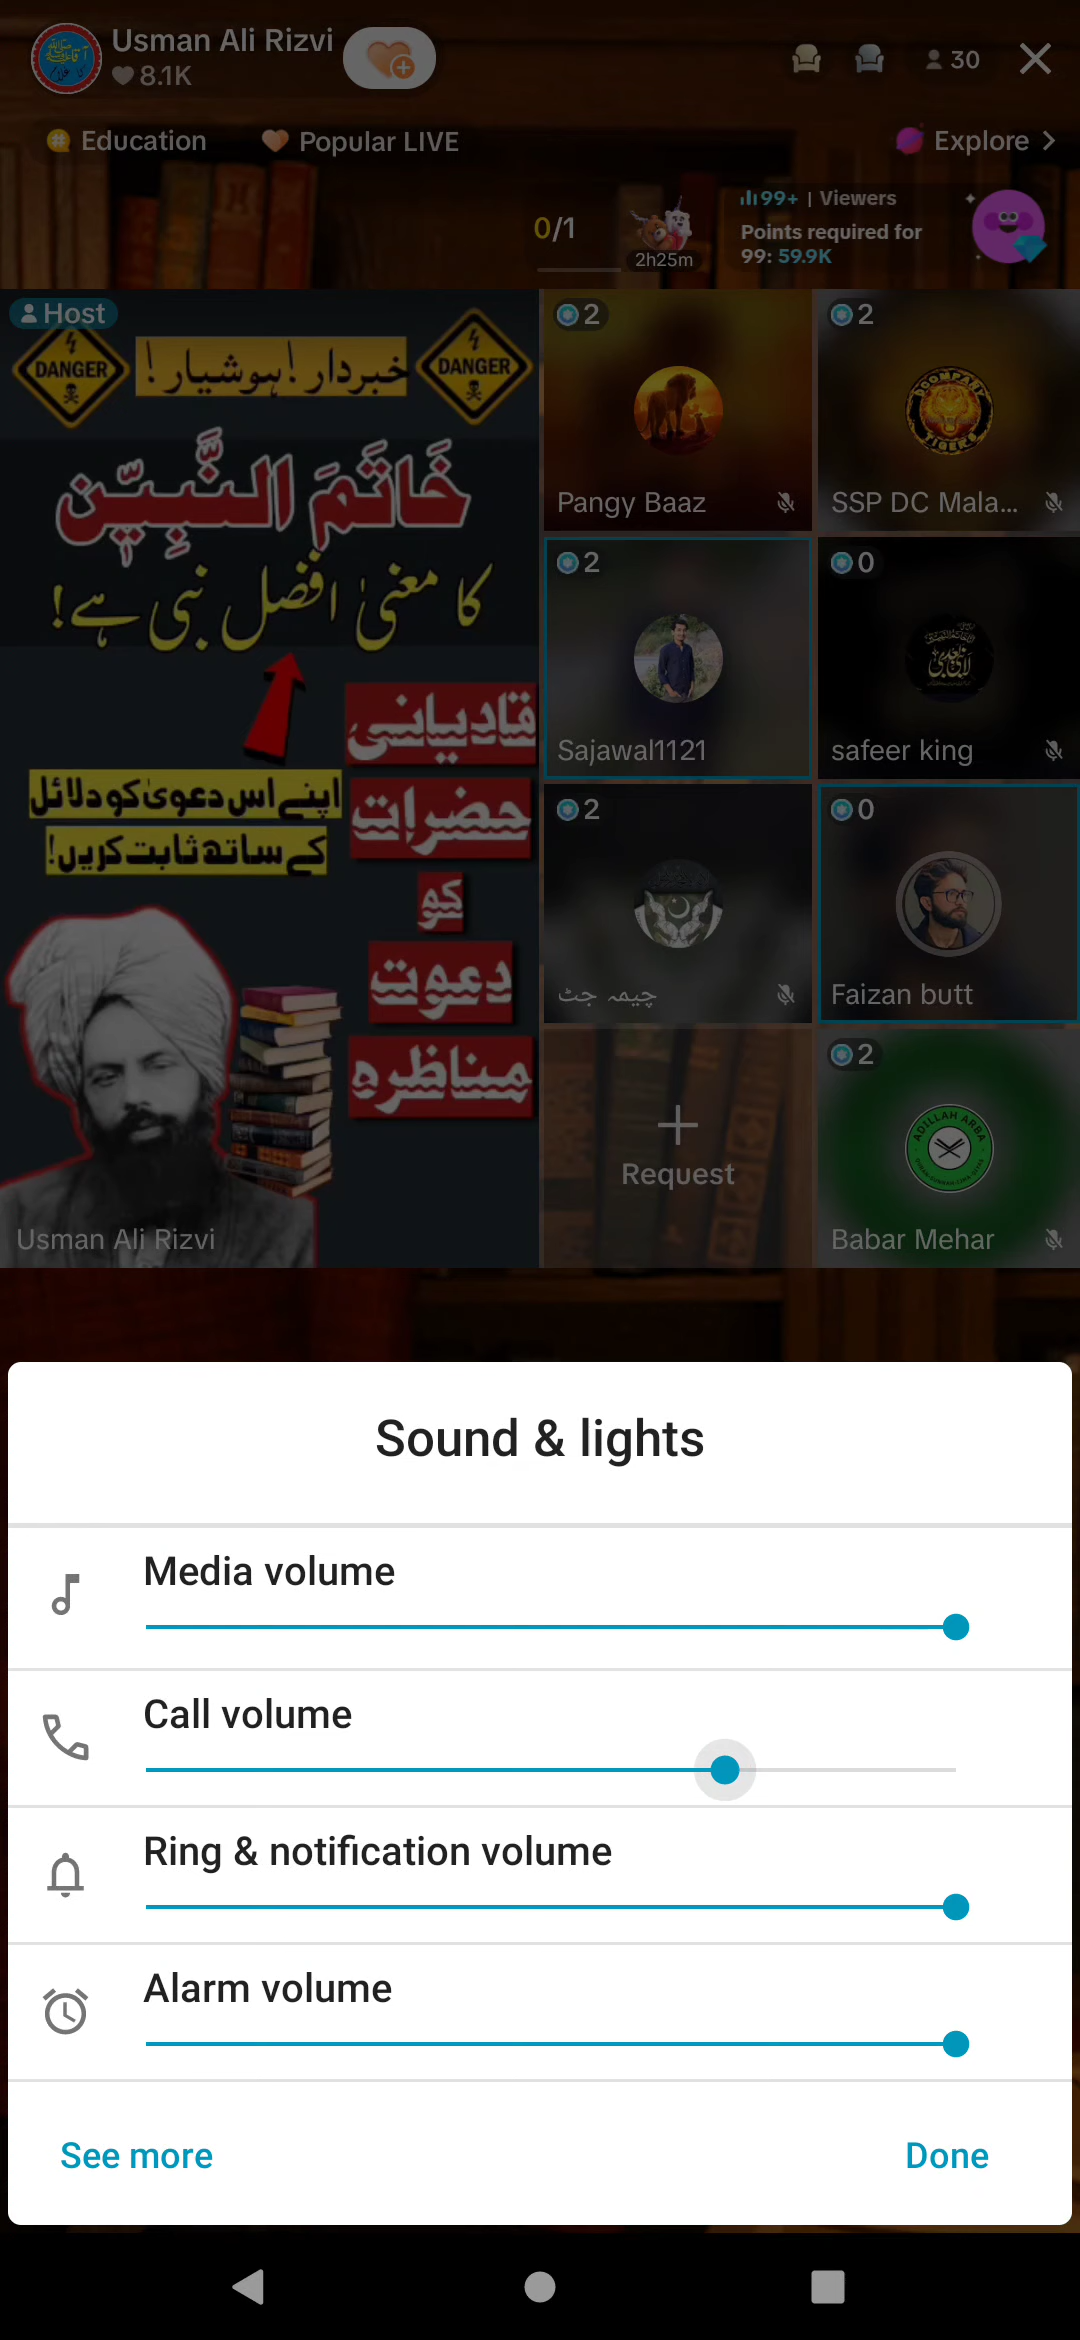 Usman Ali Rizvi
8.1K
30
Education
Popular LIVE
Explore
0/1
2h25m
99+ | Viewers
Points required for
99: 59.9K
Host
DANGER
خبردار! ہوشیار!
DANGER
خَاتَمَ النَّبِیّٖن
کا معنیٰ افضل نبی ہے!
قادیانی
حضرات
کو
دعوت
مناظرہ
اپنے اس دعویٰ کو دلائل
کے ساتھ ثابت کریں!
Usman Ali Rizvi
2
Pangy Baaz
2
DCOMPANY
TIGERS
SSP DC Mala...
2
Sajawal1121
0
safeer king
2
چیمہ جٹ
0
Faizan butt
Request
2
ADILLAH ARBA
Babar Mehar
Sound & lights
Media volume
Call volume
Ring & notification volume
Alarm volume
See more
Done